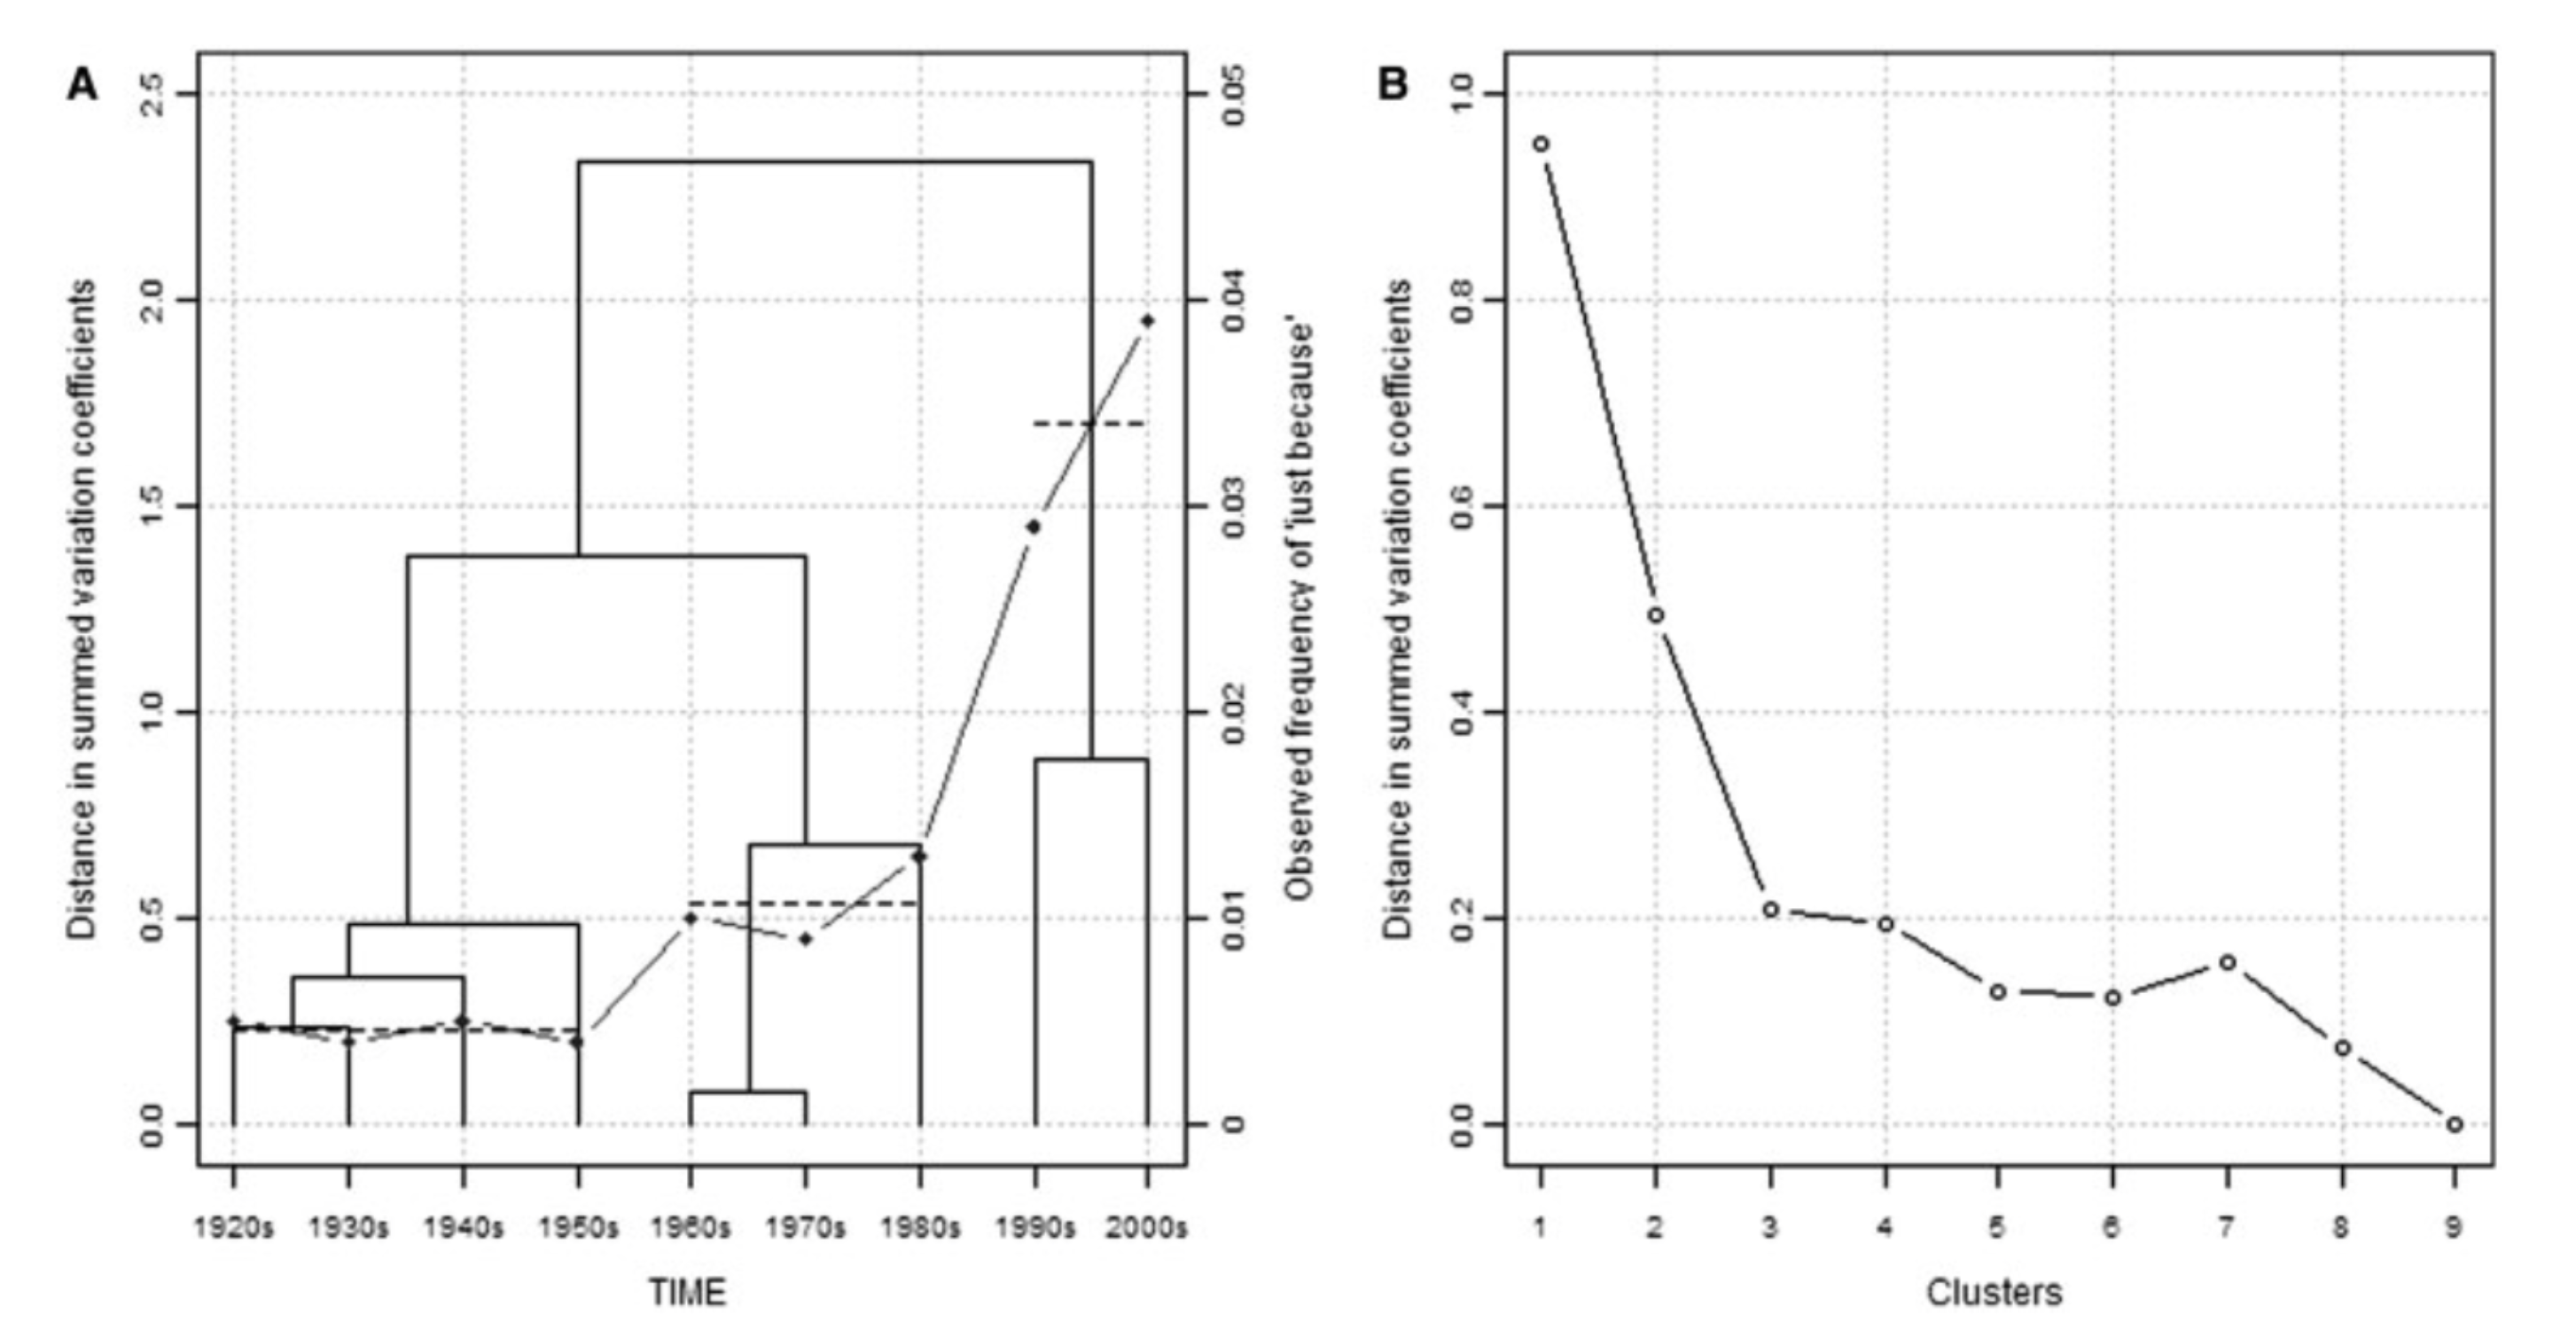 A
Distance in summed variation coefficients
2.5
2.0
1.5
1.0
0.5
0.0
0.05
0.04
0.03
0.02
0.01
0
Observed frequency of 'just because'
1920s 1930s 1940s 1950s 1960s 1970s 1980s 1990s 2000s
TIME
B
Distance in summed variation coefficients
1.0
0.8
0.6
0.4
0.2
0.0
1 2 3 4 5 6 7 8 9
Clusters